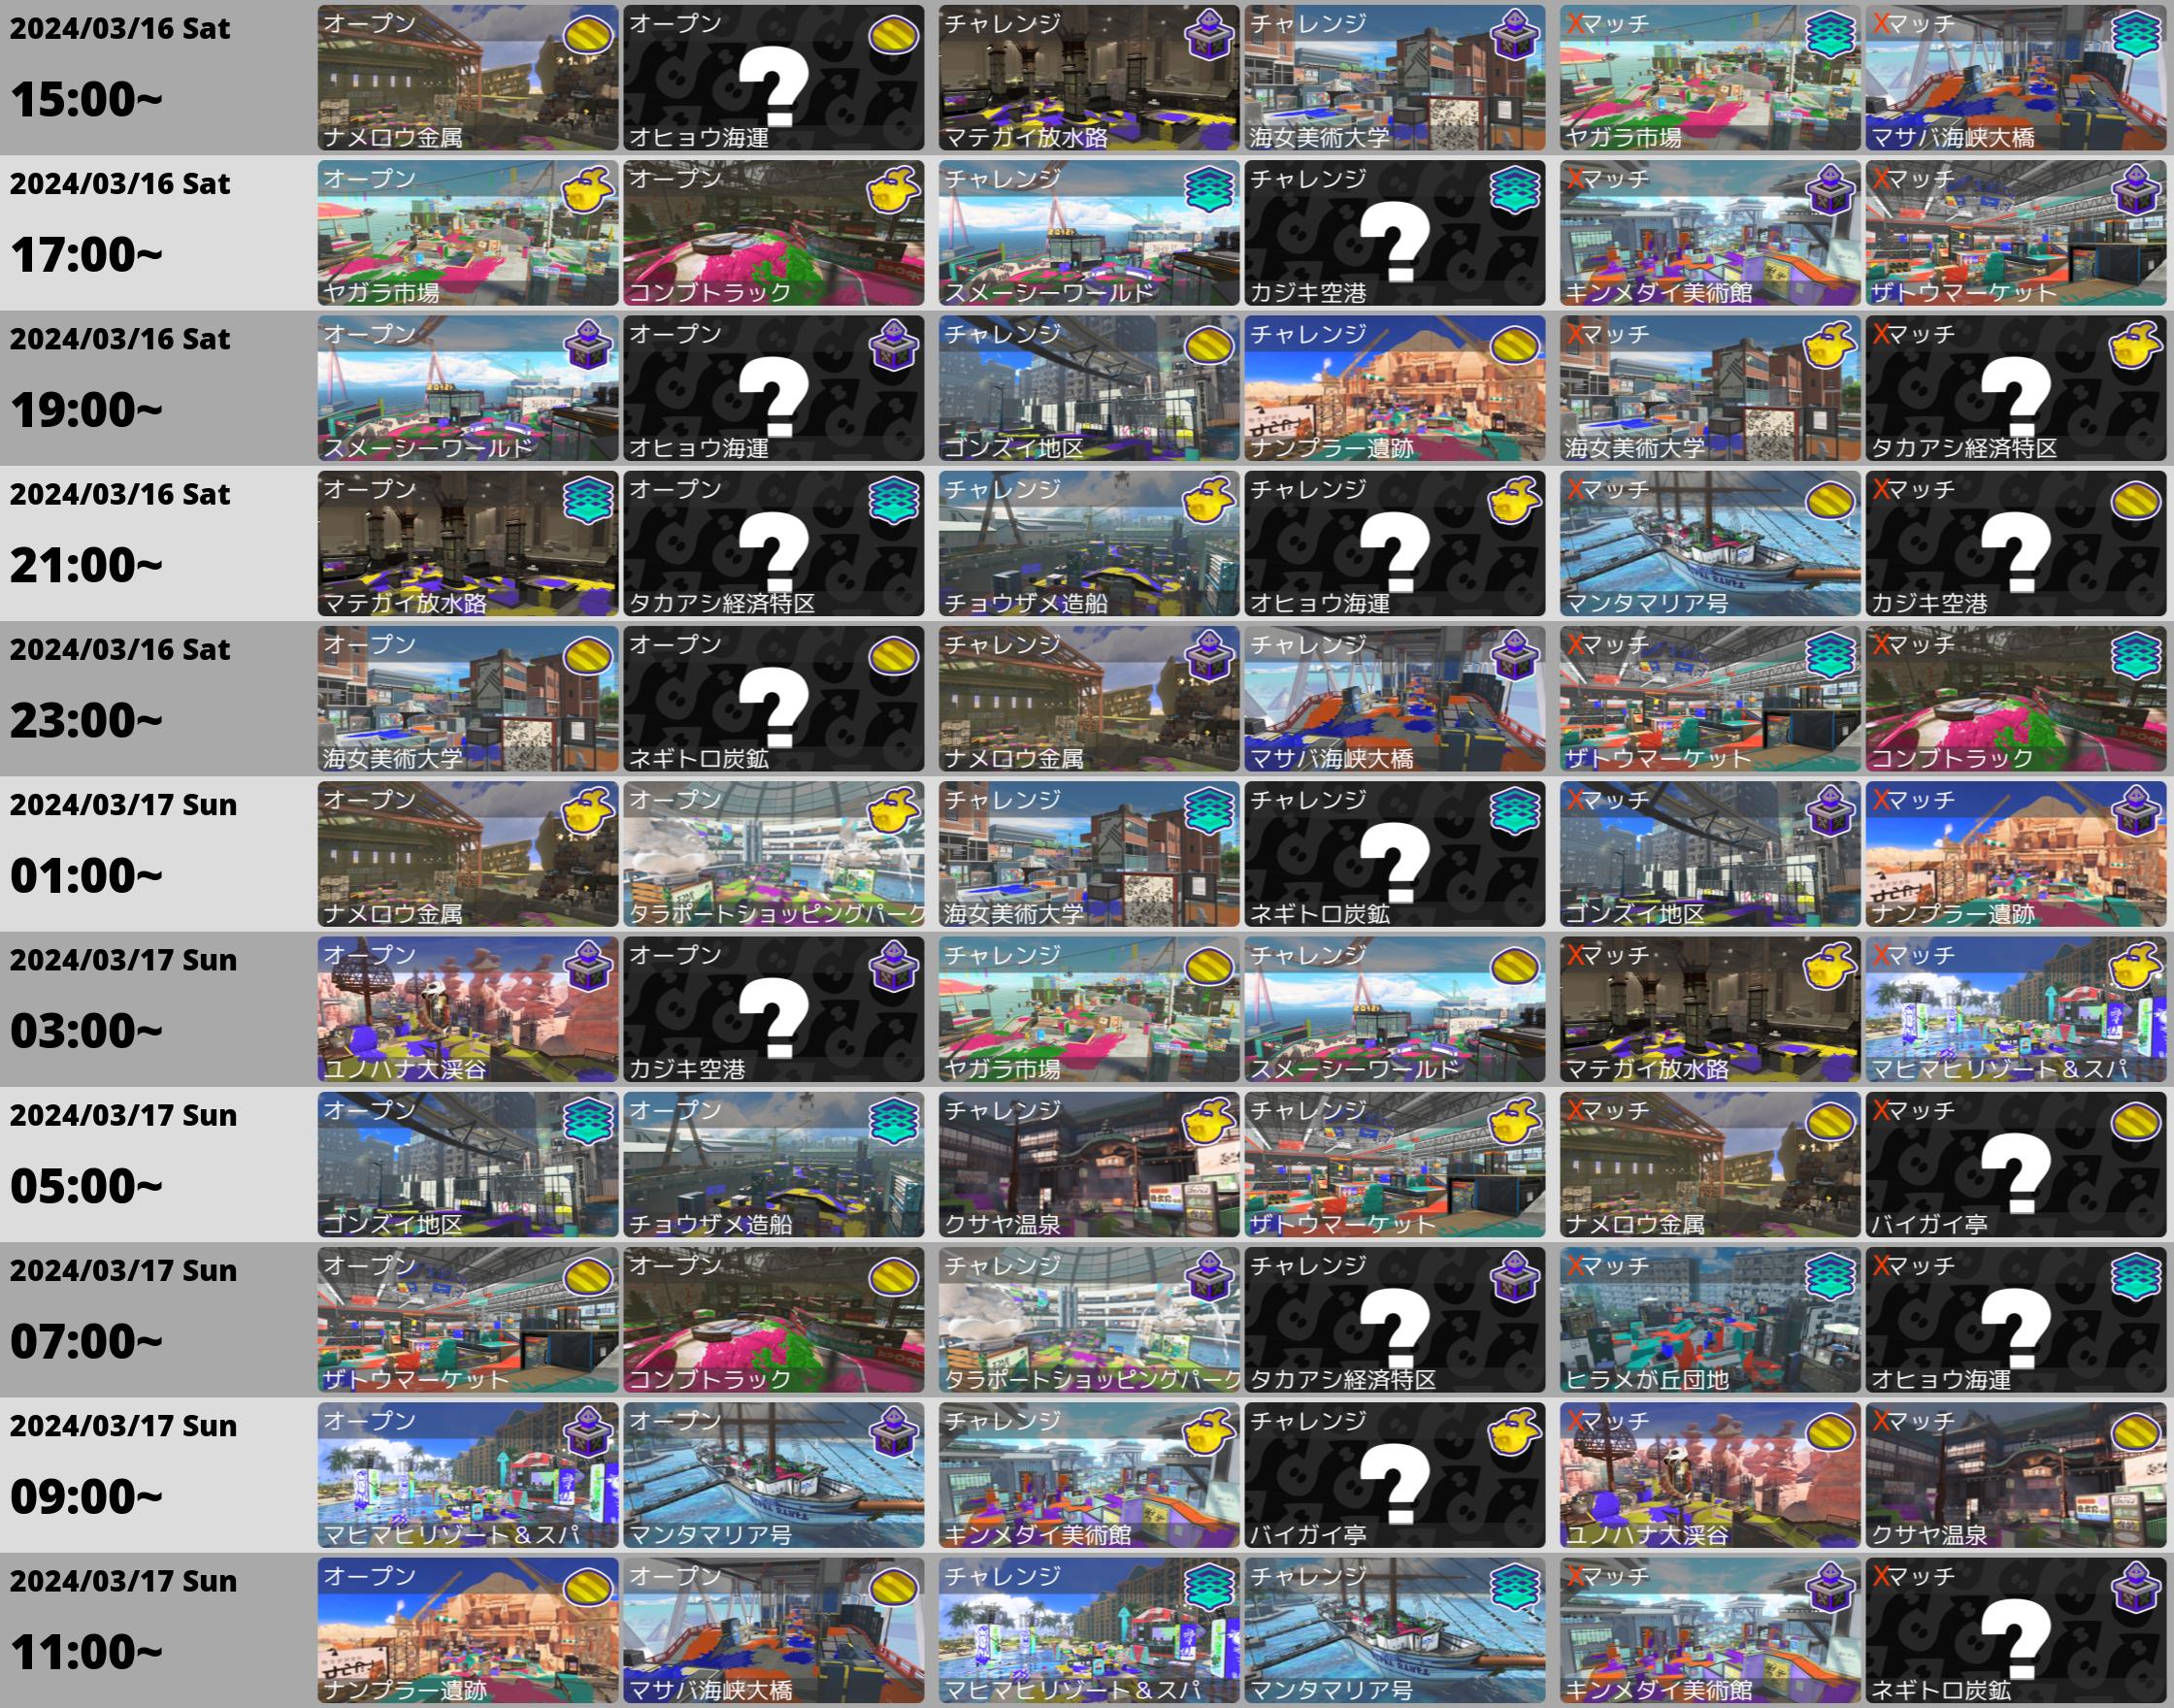 2024/03/16 Sat
15:00~
オープン
ナメロウ金属
オープン
オヒョウ海運
チャレンジ
マテガイ放水路
チャレンジ
海女美術大学
Xマッチ
ヤガラ市場
Xマッチ
マサバ海峡大橋
2024/03/16 Sat
17:00~
オープン
ヤガラ市場
オープン
コンブトラック
チャレンジ
スメーシーワールド
チャレンジ
カジキ空港
Xマッチ
キンメダイ美術館
Xマッチ
ザトウマーケット
2024/03/16 Sat
19:00~
オープン
スメーシーワールド
オープン
オヒョウ海運
チャレンジ
ゴンズイ地区
チャレンジ
ナンプラー遺跡
Xマッチ
海女美術大学
Xマッチ
タカアシ経済特区
2024/03/16 Sat
21:00~
オープン
マテガイ放水路
オープン
タカアシ経済特区
チャレンジ
チョウザメ造船
チャレンジ
オヒョウ海運
Xマッチ
マンタマリア号
Xマッチ
カジキ空港
2024/03/16 Sat
23:00~
オープン
海女美術大学
オープン
ネギトロ炭鉱
チャレンジ
ナメロウ金属
チャレンジ
マサバ海峡大橋
Xマッチ
ザトウマーケット
Xマッチ
コンブトラック
2024/03/17 Sun
01:00~
オープン
ナメロウ金属
オープン
タラポートショッピングパーク
チャレンジ
海女美術大学
チャレンジ
ネギトロ炭鉱
Xマッチ
ゴンズイ地区
Xマッチ
ナンプラー遺跡
2024/03/17 Sun
03:00~
オープン
ユノハナ大渓谷
オープン
カジキ空港
チャレンジ
ヤガラ市場
チャレンジ
スメーシーワールド
Xマッチ
マテガイ放水路
Xマッチ
マヒマヒリゾート＆スパ
2024/03/17 Sun
05:00~
オープン
ゴンズイ地区
オープン
チョウザメ造船
チャレンジ
クサヤ温泉
チャレンジ
ザトウマーケット
Xマッチ
ナメロウ金属
Xマッチ
バイガイ亭
2024/03/17 Sun
07:00~
オープン
ザトウマーケット
オープン
コンブトラック
チャレンジ
タラポートショッピングパーク
チャレンジ
タカアシ経済特区
Xマッチ
ヒラメが丘団地
Xマッチ
オヒョウ海運
2024/03/17 Sun
09:00~
オープン
マヒマヒリゾート＆スパ
オープン
マンタマリア号
チャレンジ
キンメダイ美術館
チャレンジ
バイガイ亭
Xマッチ
ユノハナ大渓谷
Xマッチ
クサヤ温泉
2024/03/17 Sun
11:00~
オープン
ナンプラー遺跡
オープン
マサバ海峡大橋
チャレンジ
マヒマヒリゾート＆スパ
チャレンジ
マンタマリア号
Xマッチ
キンメダイ美術館
Xマッチ
ネギトロ炭鉱